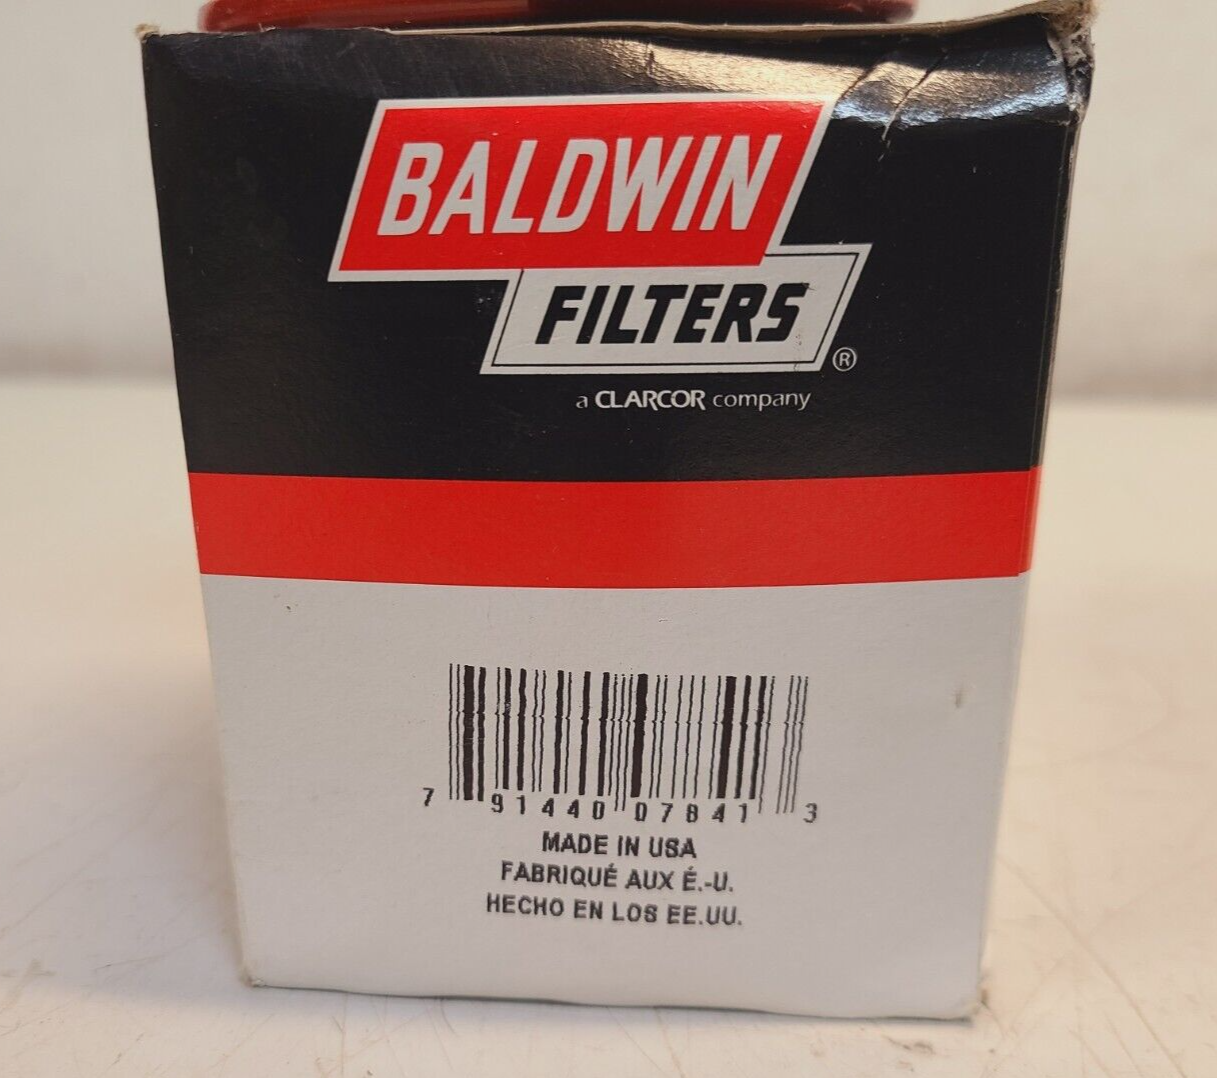 BALDWIN
FILTERS®
a CLARCOR company
7 91440 07841 3
MADE IN USA
FABRIQUÉ AUX É.-U.
HECHO EN LOS EE.UU.